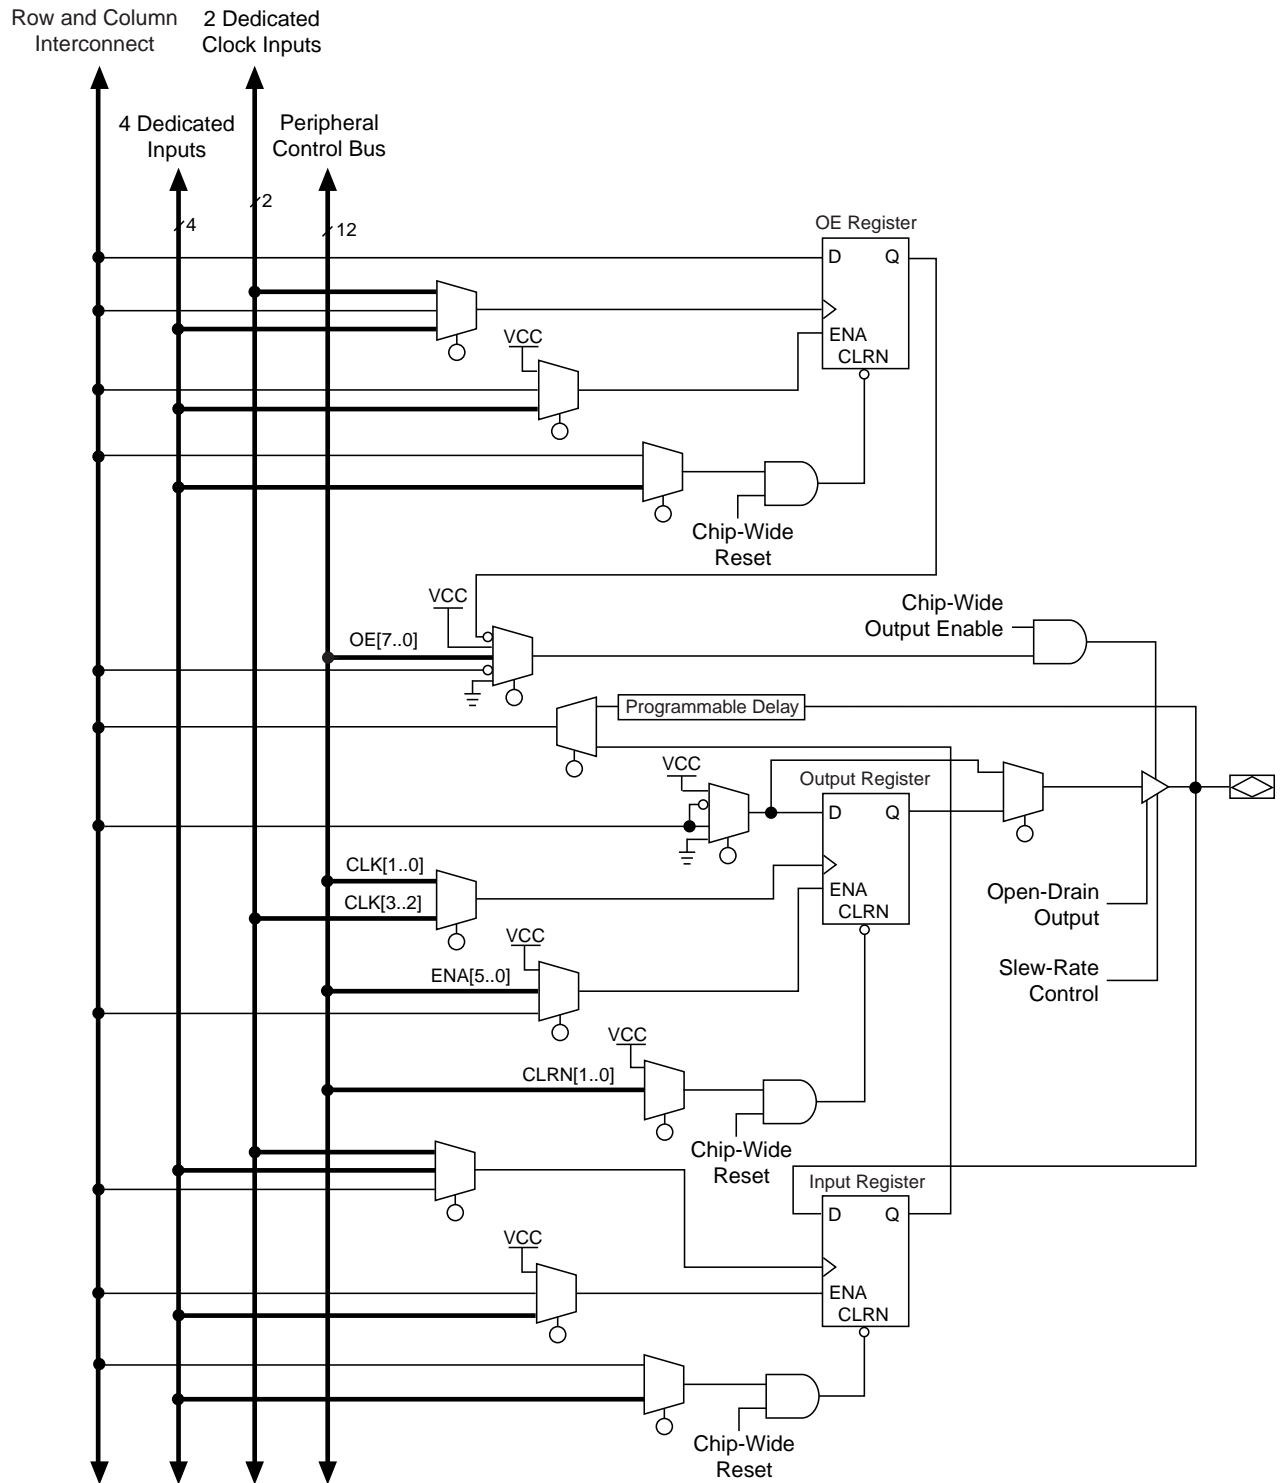 Row and Column
Interconnect
2 Dedicated
Clock Inputs
4 Dedicated
Inputs
Peripheral
Control Bus
2
4
12
OE Register
D Q
ENA
CLRN
VCC
Chip-Wide
Reset
VCC
OE[7..0]
Chip-Wide
Output Enable
Programmable Delay
VCC
Output Register
D Q
ENA
CLRN
CLK[1..0]
CLK[3..2]
Open-Drain
Output
VCC
ENA[5..0]
Slew-Rate
Control
VCC
CLRN[1..0]
Chip-Wide
Reset
Input Register
D Q
ENA
CLRN
VCC
Chip-Wide
Reset